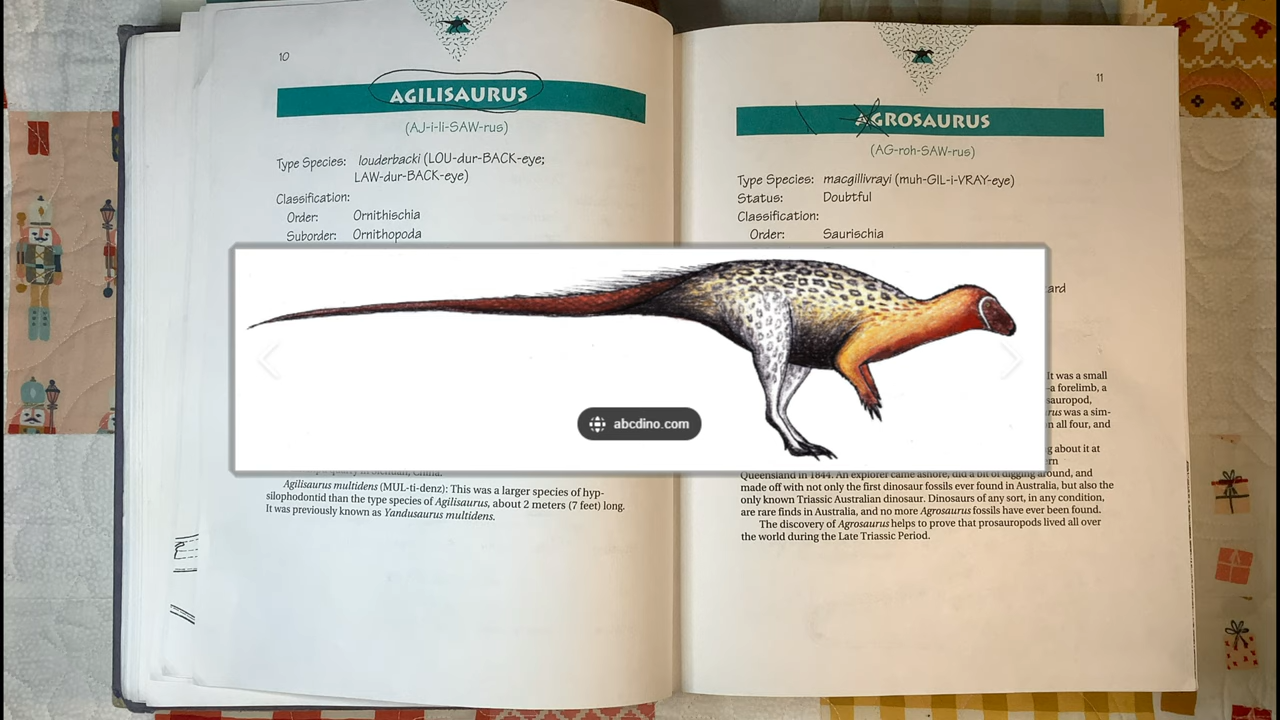 10
AGILISAURUS
(AJ-i-li-SAW-rus)
Type Species: louderbacki (LOU-dur-BACK-eye;
LAW-dur-BACK-eye)
Classification:
Order: Ornithischia
Suborder: Ornithopoda
Agilisaurus multidens (MUL-ti-denz): This was a larger species of hyp-
silophodontid than the type species of Agilisaurus, about 2 meters (7 feet) long.
It was previously known as Yandusaurus multidens.
11
AGROSAURUS
(AG-roh-SAW-rus)
Type Species: macgillivrayi (muh-GIL-i-VRAY-eye)
Status: Doubtful
Classification:
Order: Saurischia
It was a small
a forelimb, a
sauropod,
was a sim-
on all four, and
about it at
Queensland in 1844. An explorer came ashore, did a bit of digging around, and
made off with not only the first dinosaur fossils ever found in Australia, but also the
only known Triassic Australian dinosaur. Dinosaurs of any sort, in any condition,
are rare finds in Australia, and no more Agrosaurus fossils have ever been found.
The discovery of Agrosaurus helps to prove that prosauropods lived all over
the world during the Late Triassic Period.
abcdino.com